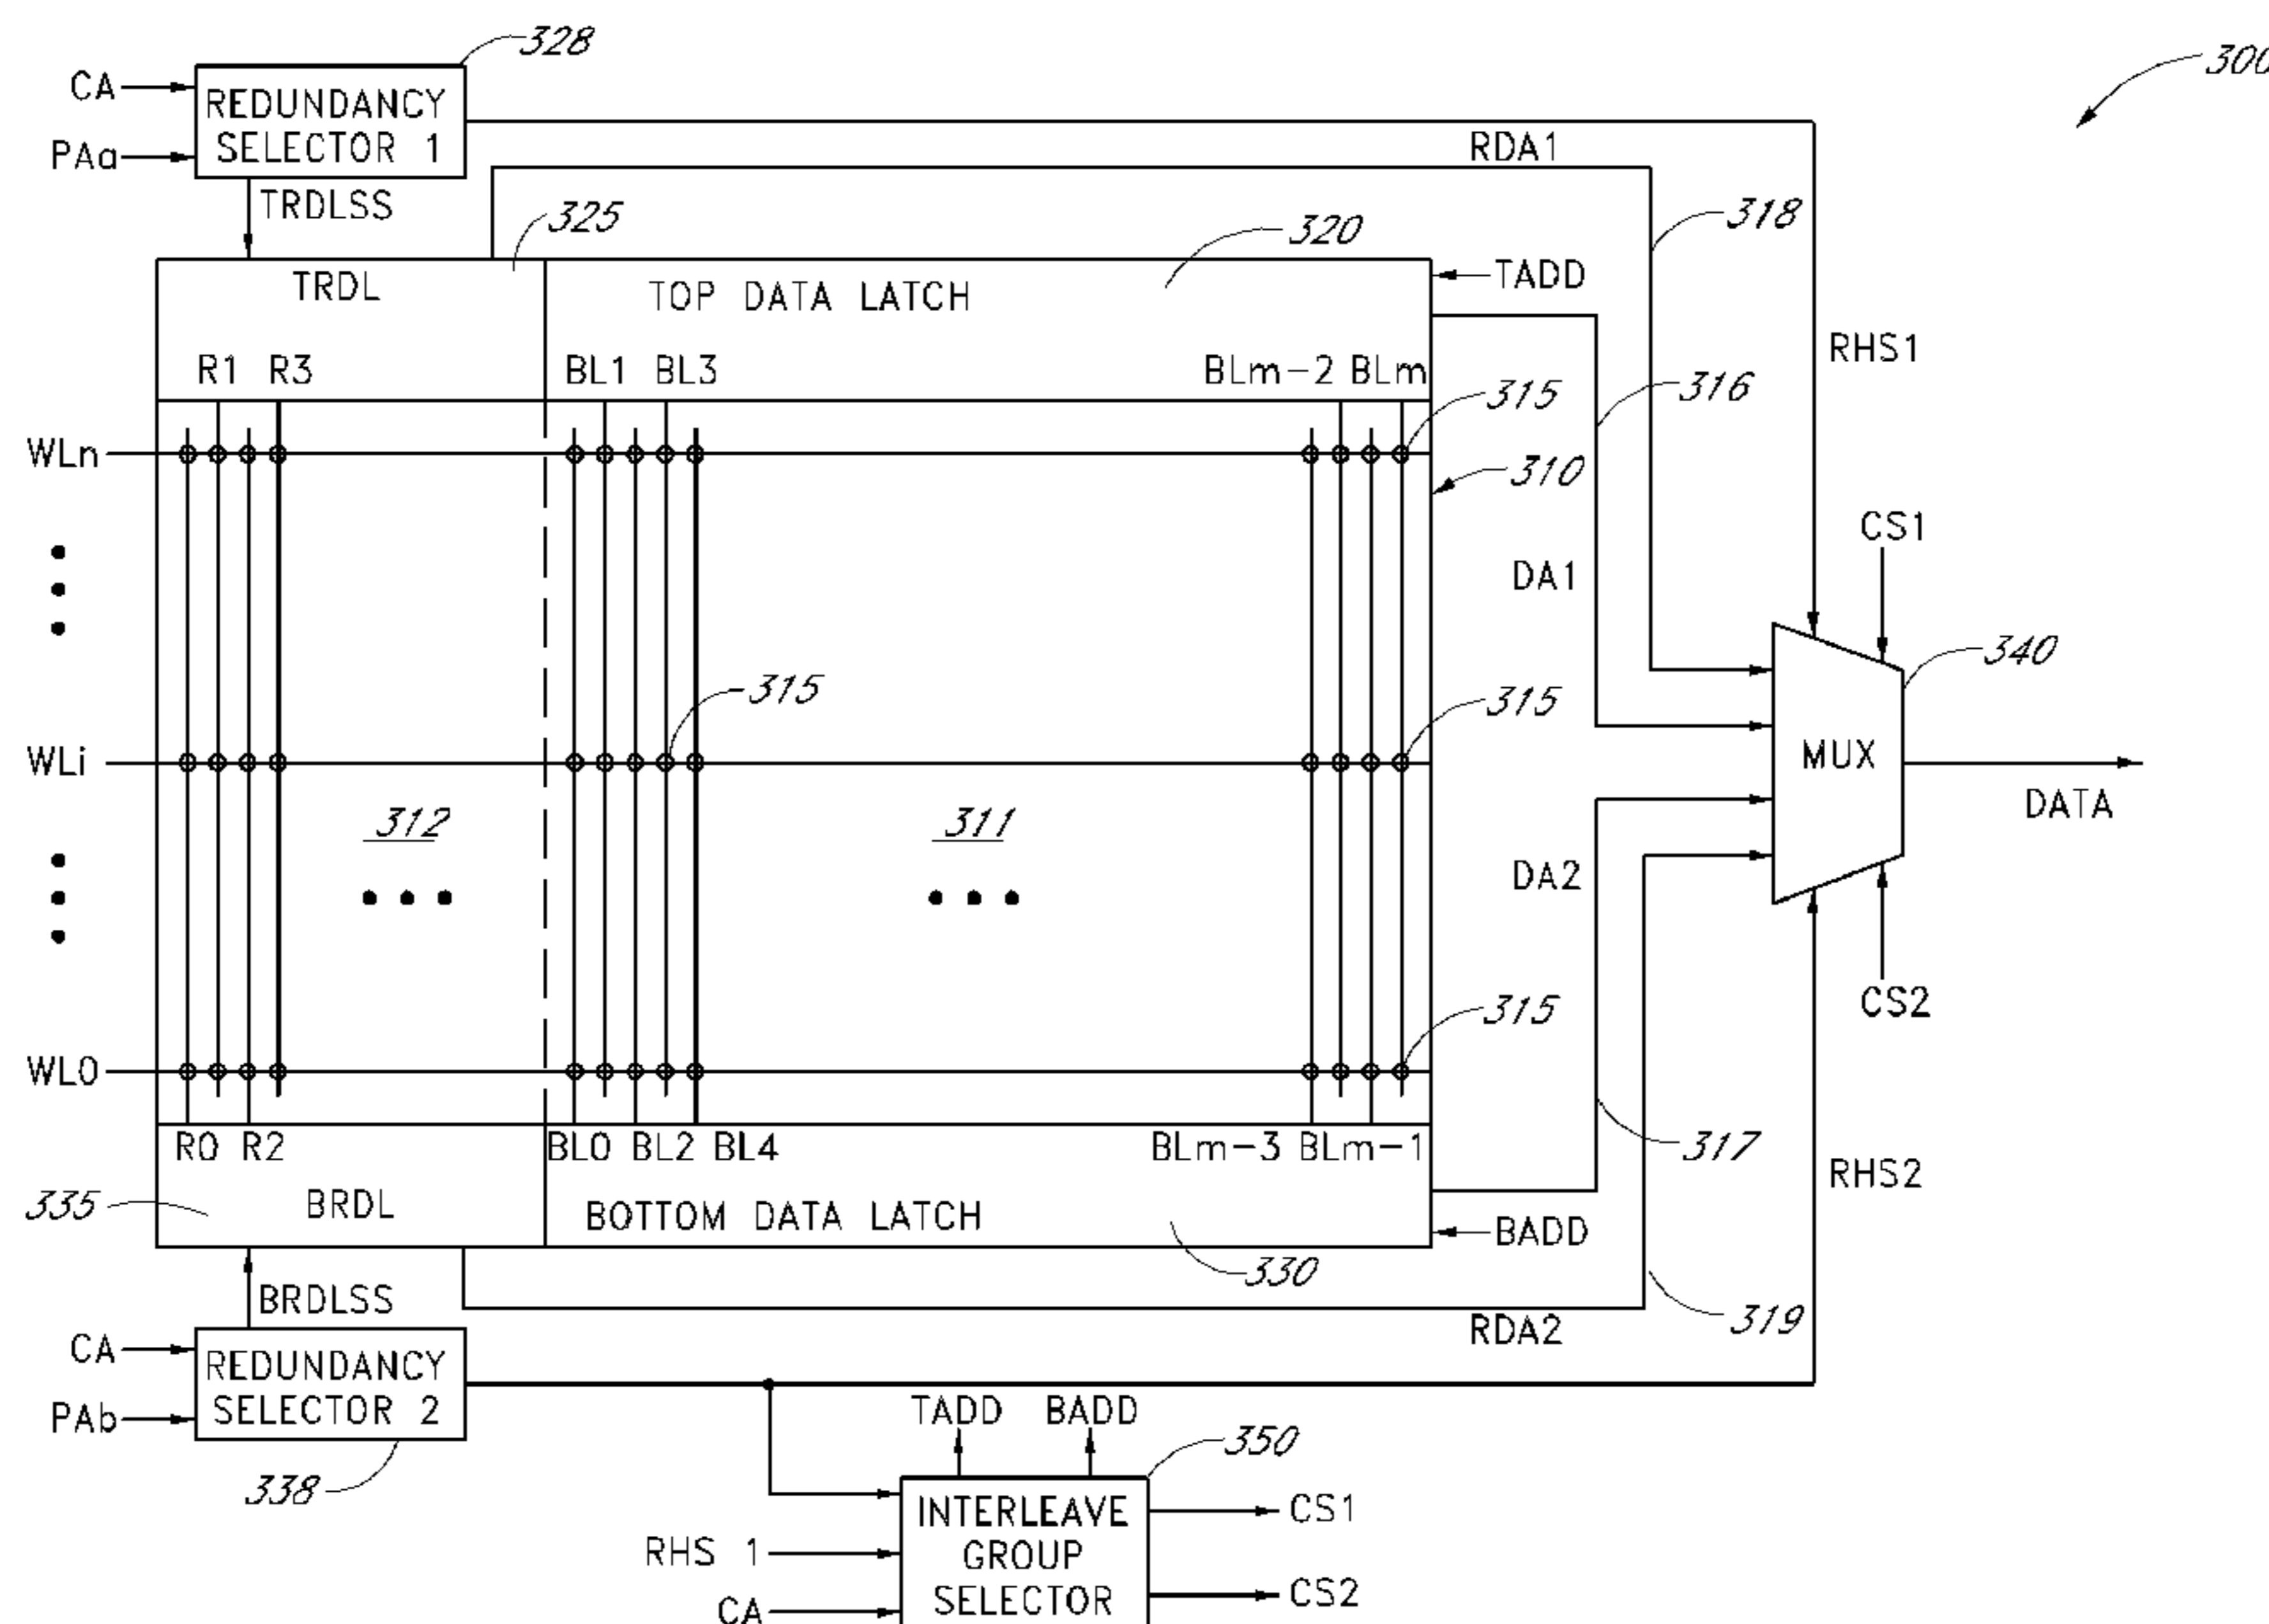 328
300
CA
REDUNDANCY
SELECTOR 1
PAa
RDA1
TRDLSS
325
320
318
TRDL
TOP DATA LATCH
TADD
RHS1
R1 R3
BL1 BL3
BLm-2 BLm
315
316
WLn
310
CS1
DA1
340
315
315
WLi
MUX
DATA
312
311
DA2
CS2
315
WL0
R0 R2
BL0 BL2 BL4
BLm-3 BLm-1
317
RHS2
335
BRDL
BOTTOM DATA LATCH
BADD
330
BRDLSS
319
RDA2
CA
REDUNDANCY
SELECTOR 2
PAb
TADD BADD
350
338
INTERLEAVE
GROUP
SELECTOR
CS1
RHS 1
CS2
CA